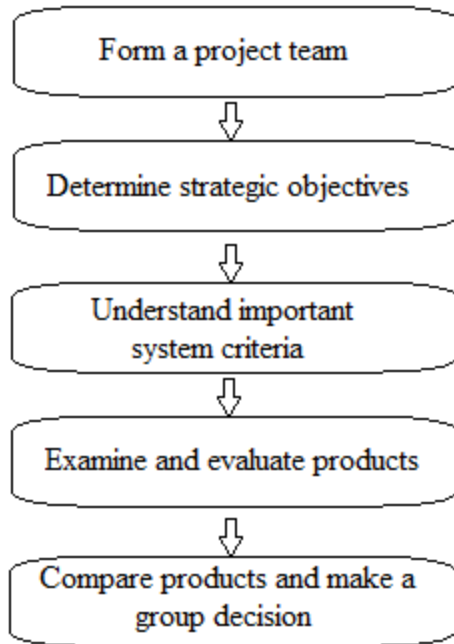 Form a project team
Determine strategic objectives
Understand important
system criteria
Examine and evaluate products
Compare products and make a
group decision